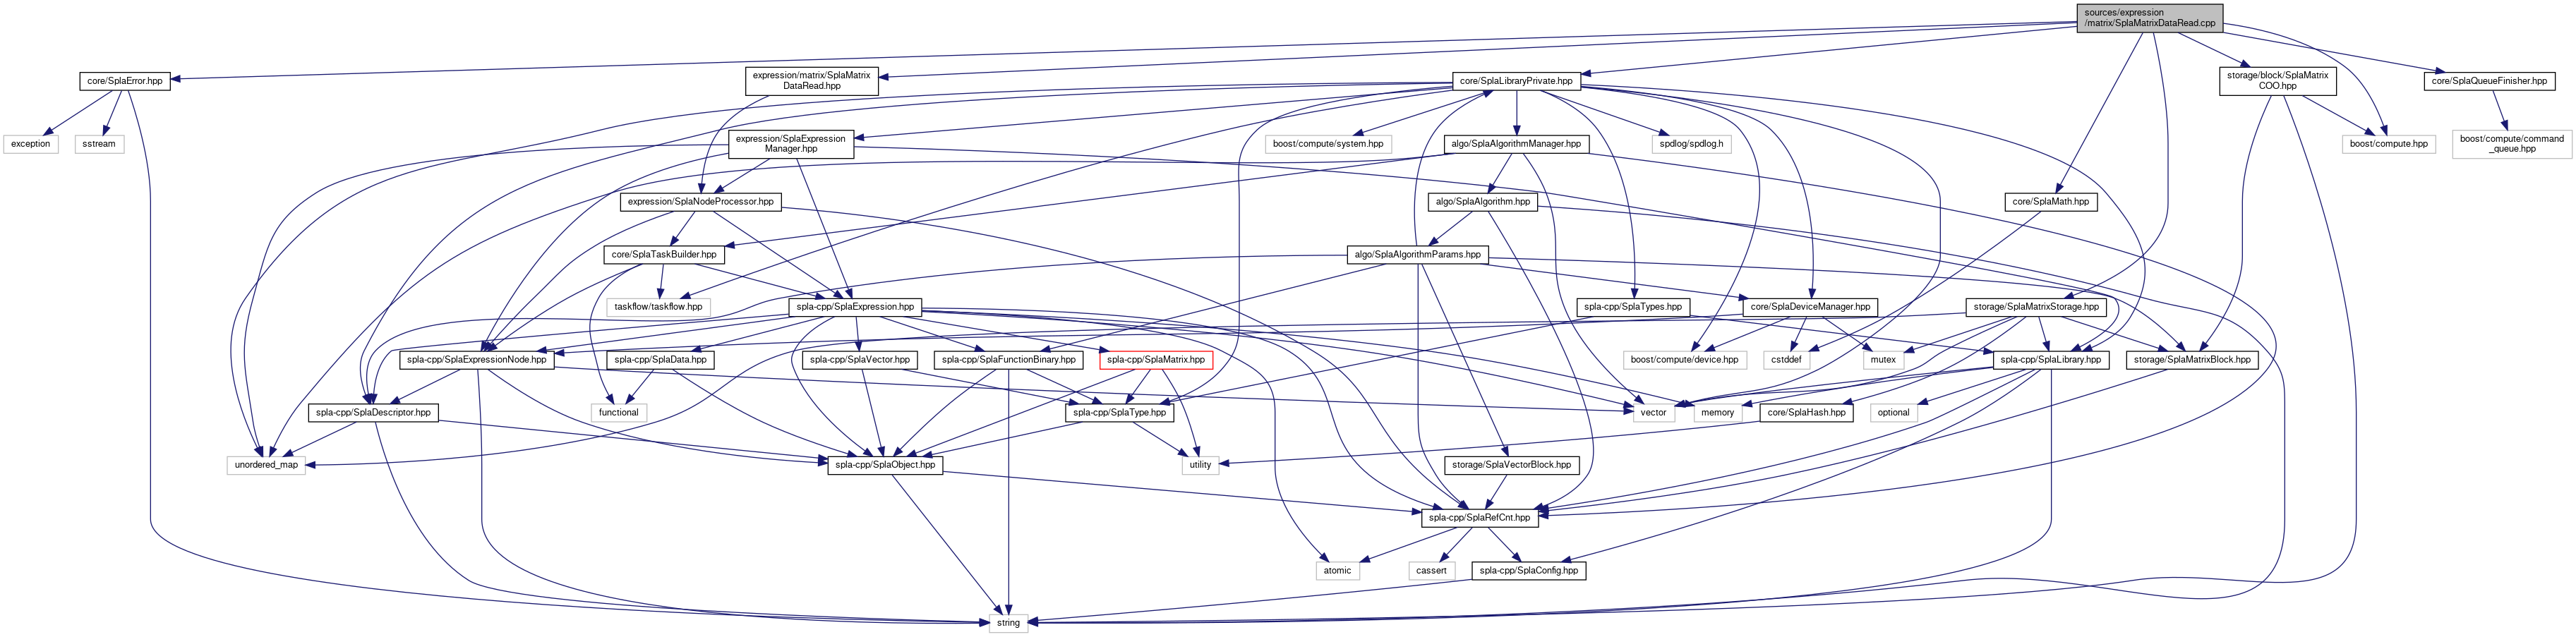 sources/expression
/matrix/SplaMatrixDataRead.cpp
core/SplaError.hpp
expression/matrix/SplaMatrix
DataRead.hpp
core/SplaLibraryPrivate.hpp
storage/block/SplaMatrix
COO.hpp
core/SplaQueueFinisher.hpp
exception
sstream
expression/SplaExpression
Manager.hpp
boost/compute/system.hpp
algo/SplaAlgorithmManager.hpp
spdlog/spdlog.h
boost/compute.hpp
boost/compute/command
_queue.hpp
expression/SplaNodeProcessor.hpp
algo/SplaAlgorithm.hpp
core/SplaMath.hpp
core/SplaTaskBuilder.hpp
algo/SplaAlgorithmParams.hpp
taskflow/taskflow.hpp
spla-cpp/SplaExpression.hpp
spla-cpp/SplaTypes.hpp
core/SplaDeviceManager.hpp
storage/SplaMatrixStorage.hpp
spla-cpp/SplaExpressionNode.hpp
spla-cpp/SplaData.hpp
spla-cpp/SplaVector.hpp
spla-cpp/SplaFunctionBinary.hpp
spla-cpp/SplaMatrix.hpp
boost/compute/device.hpp
cstddef
mutex
spla-cpp/SplaLibrary.hpp
storage/SplaMatrixBlock.hpp
spla-cpp/SplaDescriptor.hpp
functional
vector
memory
spla-cpp/SplaType.hpp
core/SplaHash.hpp
optional
unordered_map
spla-cpp/SplaObject.hpp
utility
storage/SplaVectorBlock.hpp
spla-cpp/SplaRefCnt.hpp
atomic
cassert
spla-cpp/SplaConfig.hpp
string